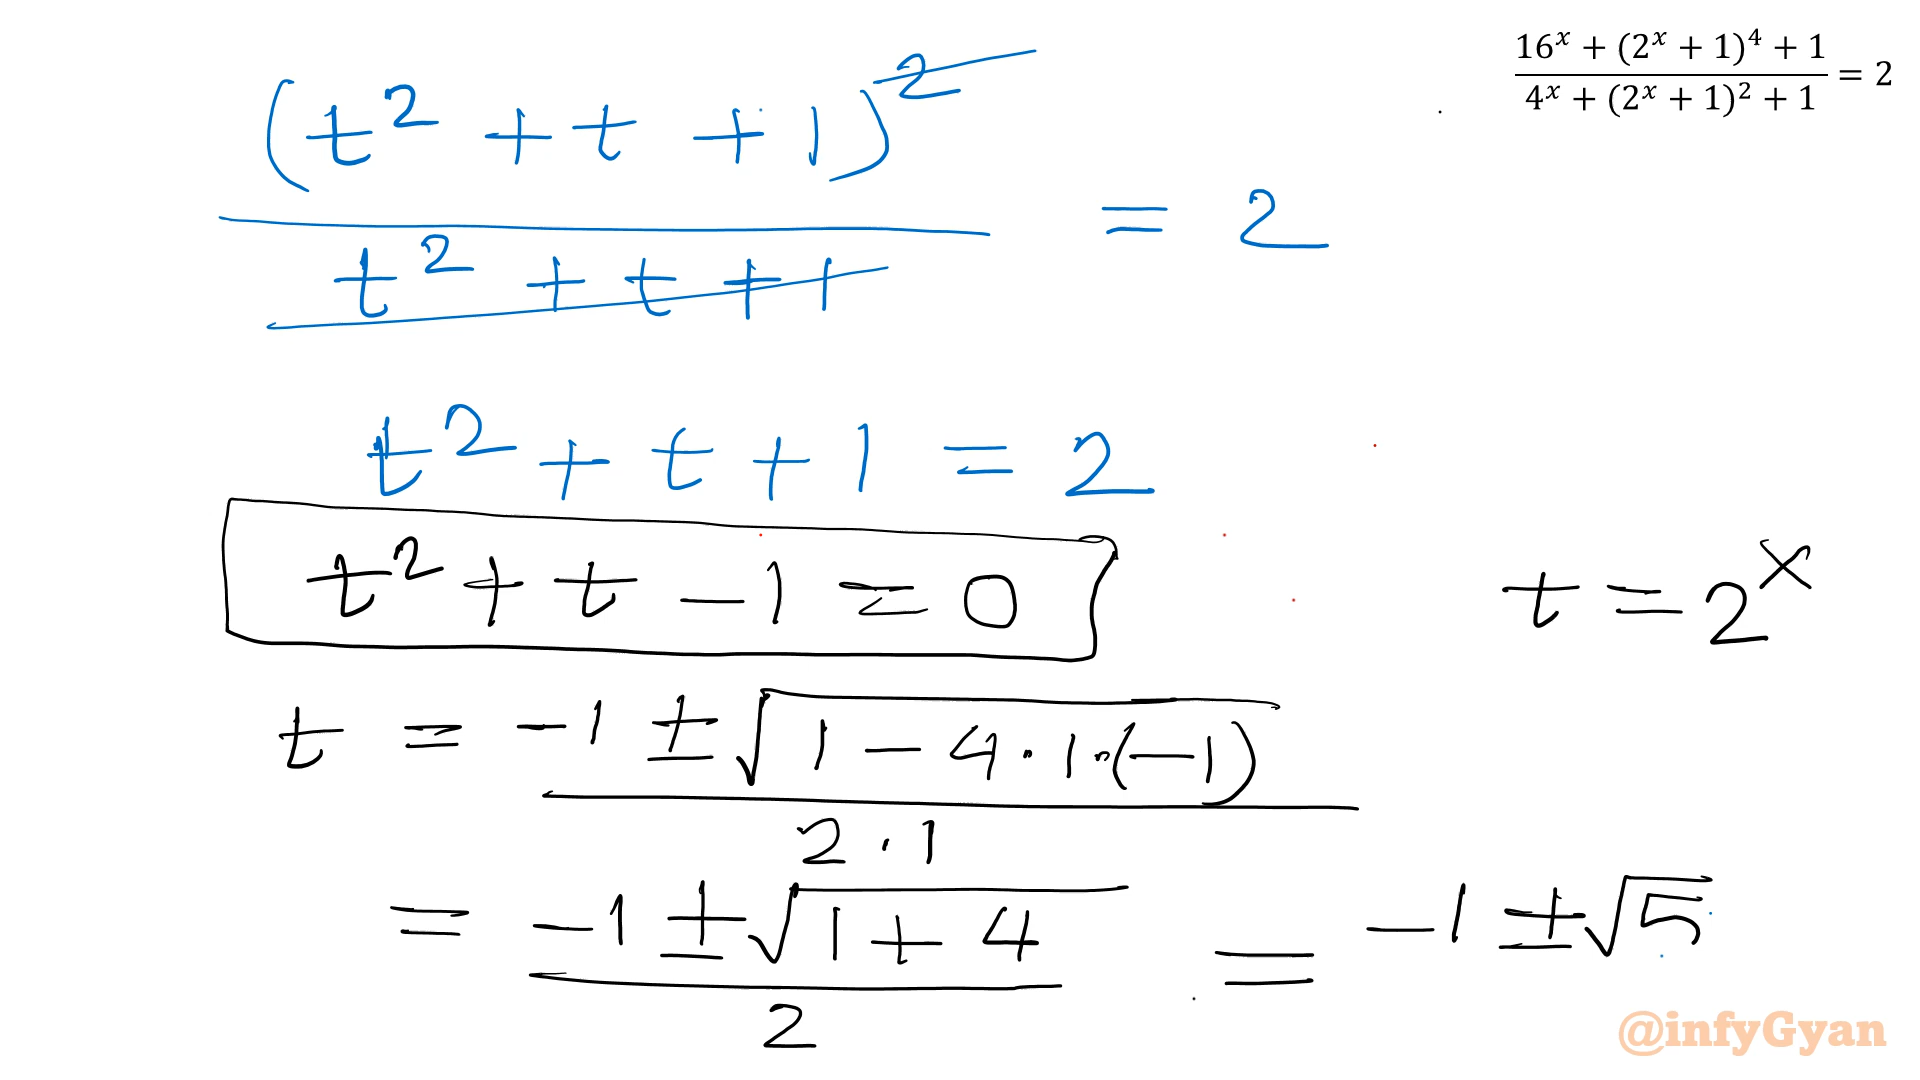 (16^x + (2^x + 1)^4 + 1) / (4^x + (2^x + 1)^2 + 1) = 2
(t^2 + t + 1)^2 / (t^2 + t + 1) = 2
t^2 + t + 1 = 2
t^2 + t - 1 = 0
t = 2^x
t = (-1 ± √(1 - 4·1·(-1))) / (2·1)
= (-1 ± √(1 + 4)) / 2 = -1 ± √5
@infyGyan